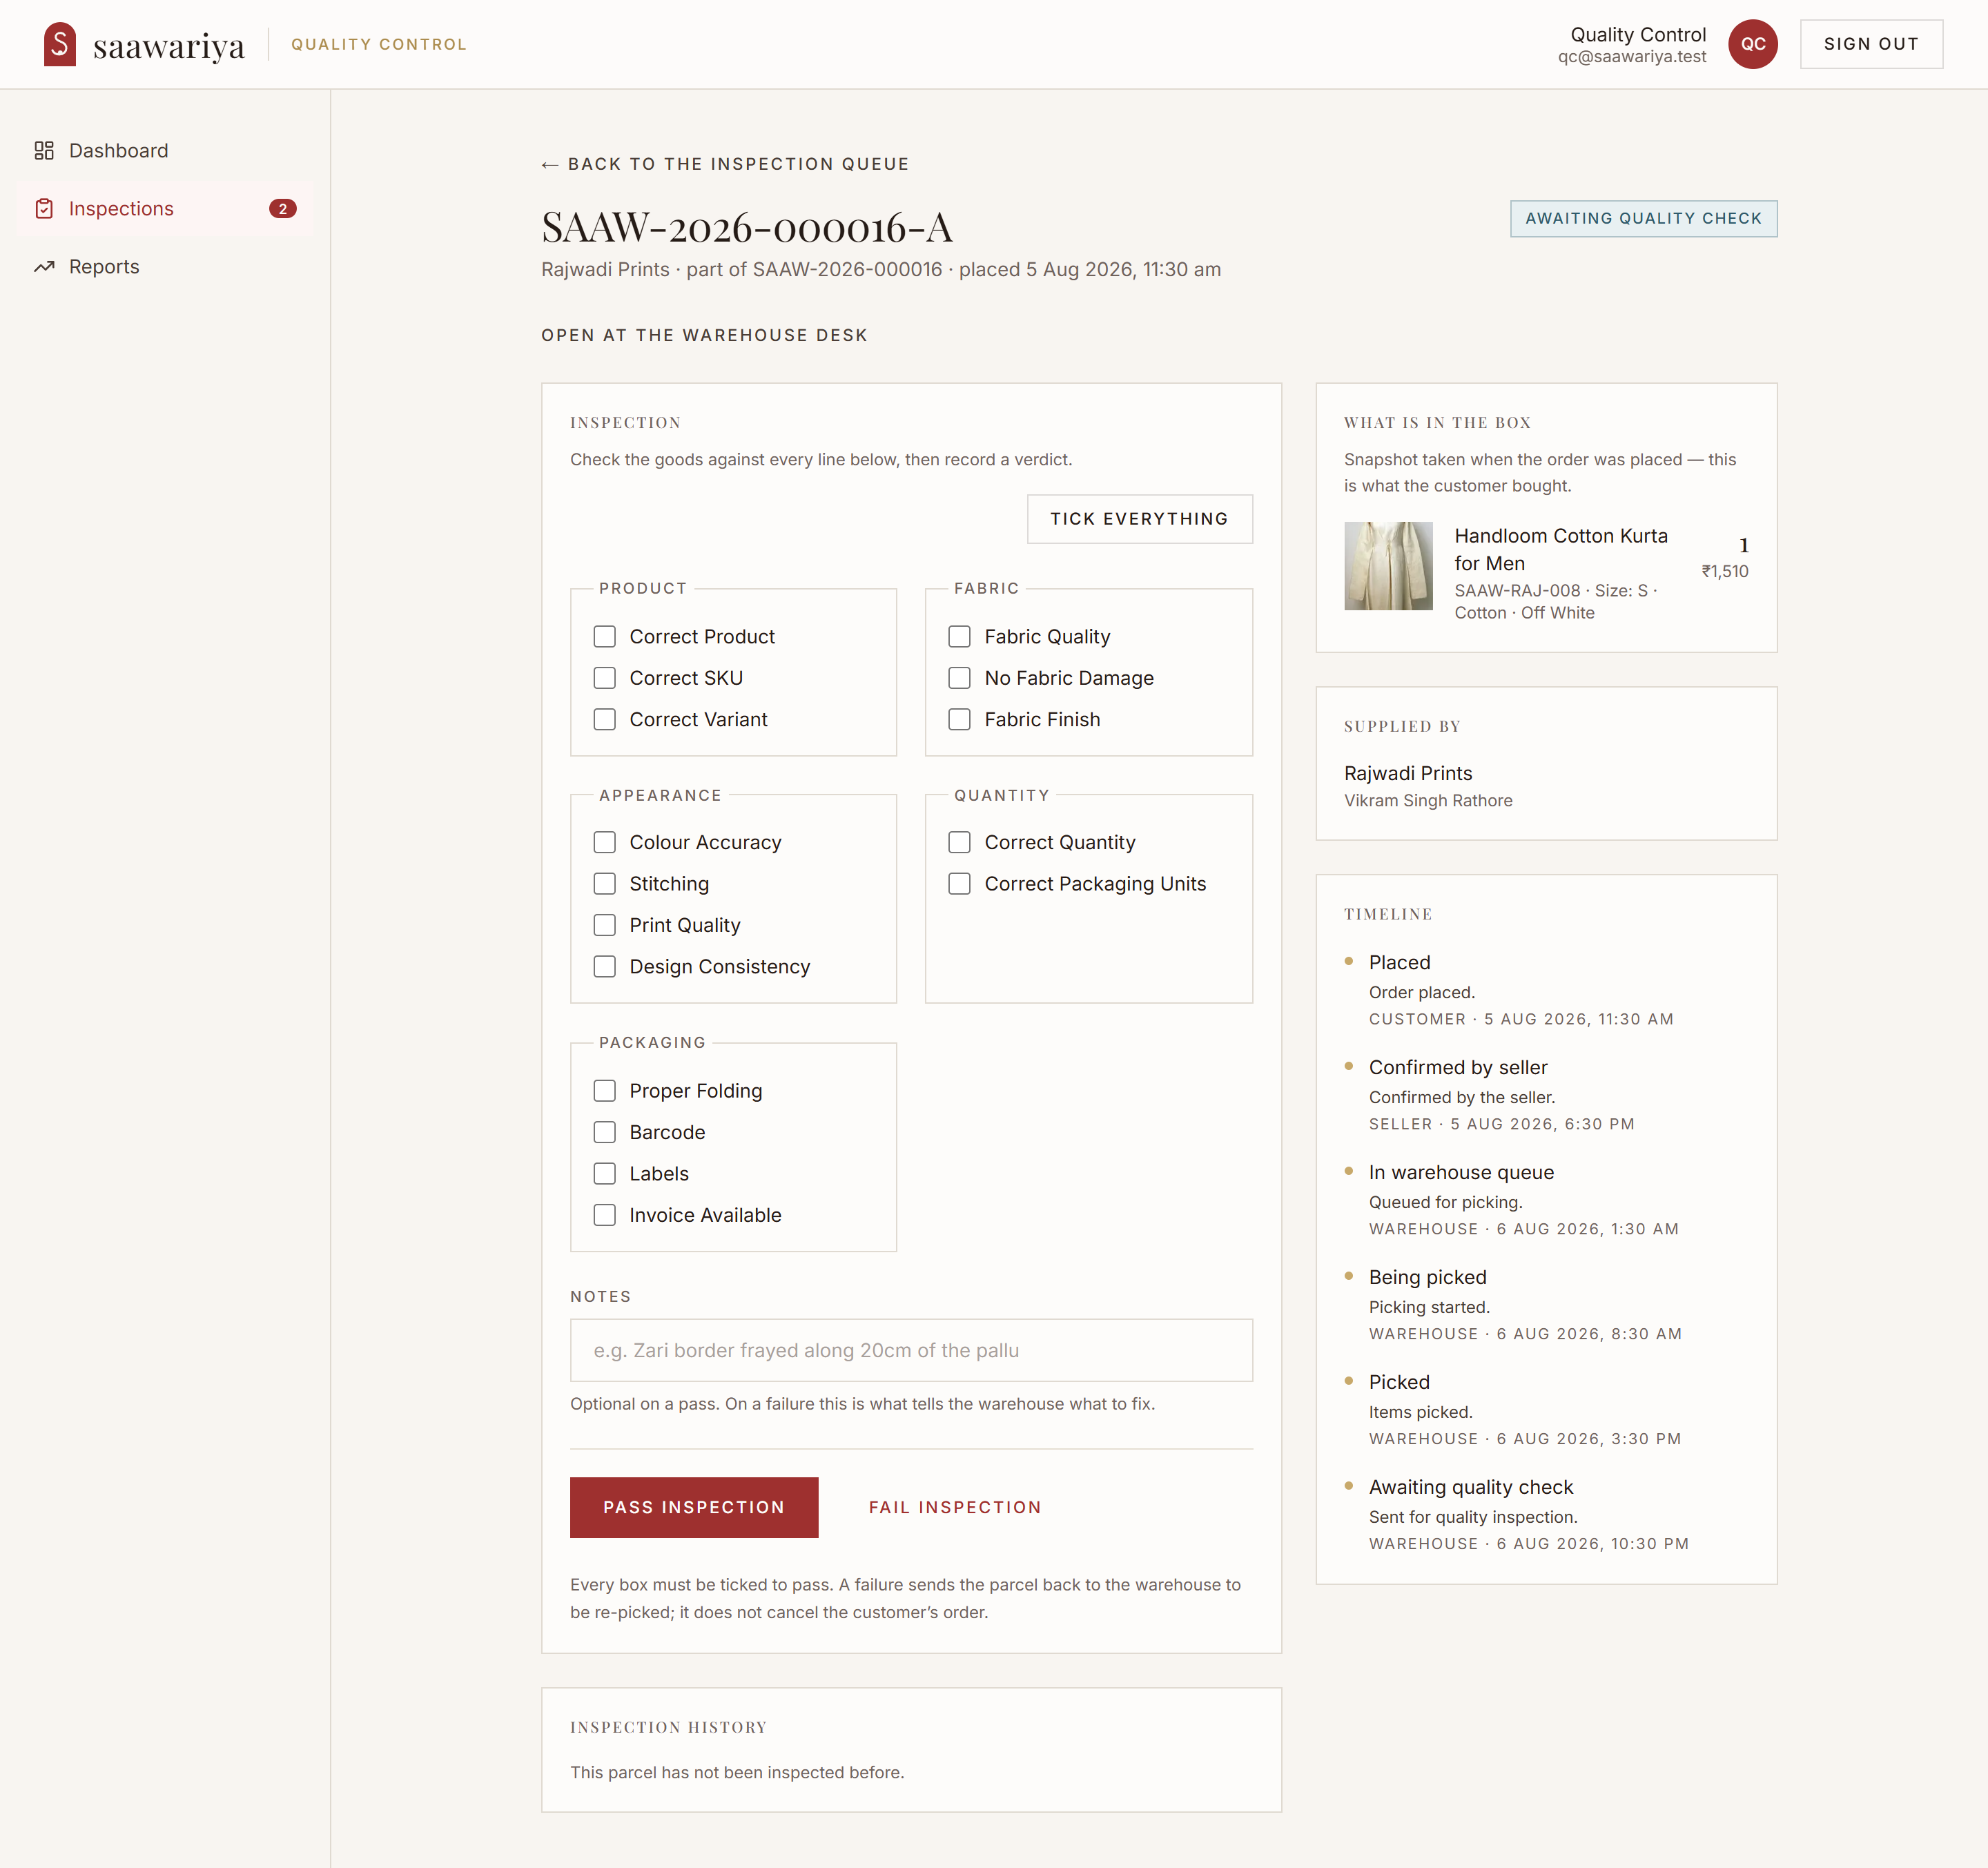 saawariya
QUALITY CONTROL
Quality Control
qc@saawariya.test
QC
SIGN OUT
Dashboard
Inspections 2
Reports
← BACK TO THE INSPECTION QUEUE
SAAW-2026-000016-A
AWAITING QUALITY CHECK
Rajwadi Prints · part of SAAW-2026-000016 · placed 5 Aug 2026, 11:30 am
OPEN AT THE WAREHOUSE DESK
INSPECTION
Check the goods against every line below, then record a verdict.
TICK EVERYTHING
PRODUCT
Correct Product
Correct SKU
Correct Variant
FABRIC
Fabric Quality
No Fabric Damage
Fabric Finish
APPEARANCE
Colour Accuracy
Stitching
Print Quality
Design Consistency
QUANTITY
Correct Quantity
Correct Packaging Units
PACKAGING
Proper Folding
Barcode
Labels
Invoice Available
NOTES
e.g. Zari border frayed along 20cm of the pallu
Optional on a pass. On a failure this is what tells the warehouse what to fix.
PASS INSPECTION
FAIL INSPECTION
Every box must be ticked to pass. A failure sends the parcel back to the warehouse to
be re-picked; it does not cancel the customer’s order.
INSPECTION HISTORY
This parcel has not been inspected before.
WHAT IS IN THE BOX
Snapshot taken when the order was placed — this
is what the customer bought.
Handloom Cotton Kurta
for Men
SAAW-RAJ-008 · Size: S ·
Cotton · Off White
1
₹1,510
SUPPLIED BY
Rajwadi Prints
Vikram Singh Rathore
TIMELINE
Placed
Order placed.
CUSTOMER · 5 AUG 2026, 11:30 AM
Confirmed by seller
Confirmed by the seller.
SELLER · 5 AUG 2026, 6:30 PM
In warehouse queue
Queued for picking.
WAREHOUSE · 6 AUG 2026, 1:30 AM
Being picked
Picking started.
WAREHOUSE · 6 AUG 2026, 8:30 AM
Picked
Items picked.
WAREHOUSE · 6 AUG 2026, 3:30 PM
Awaiting quality check
Sent for quality inspection.
WAREHOUSE · 6 AUG 2026, 10:30 PM